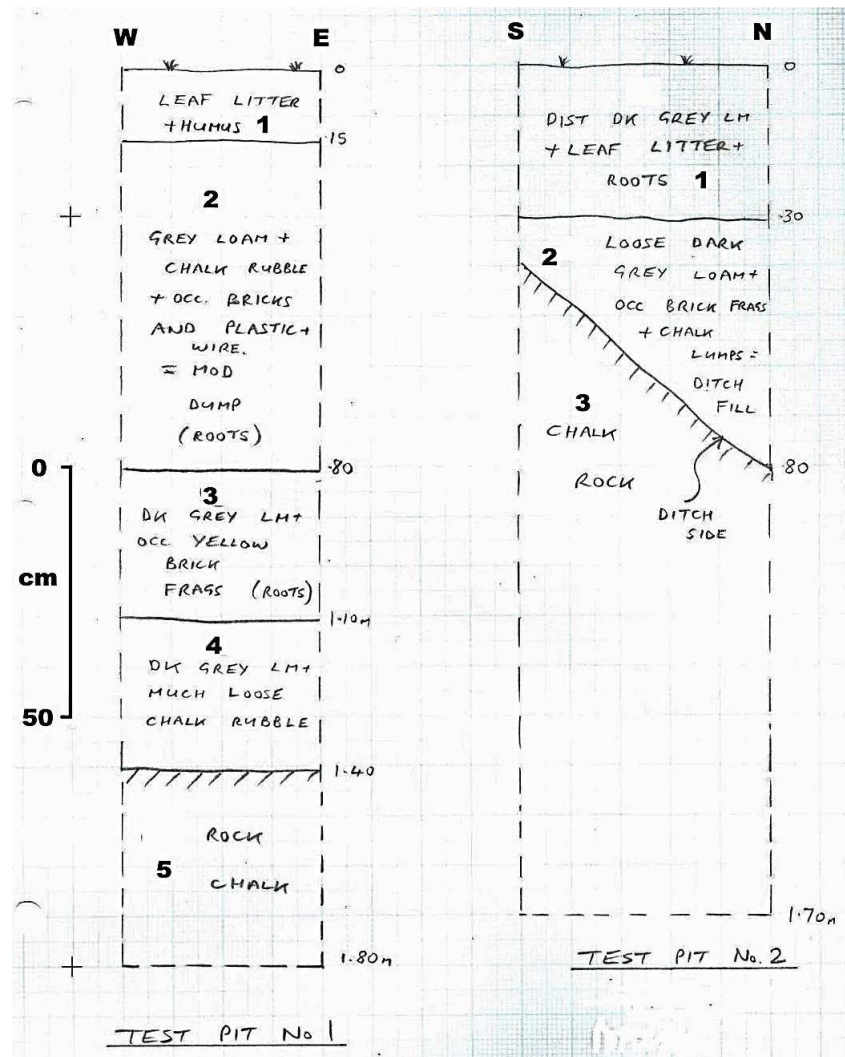 W E
0
LEAF LITTER
+HUMUS 1
·15
2
GREY LOAM +
CHALK RUBBLE
+ OCC. BRICKS
AND PLASTIC +
WIRE.
= MOD
DUMP
(ROOTS)
·80
3
DK GREY LM+
OCC YELLOW
BRICK
FRAGS (ROOTS)
1·10m
4
DK GREY LM+
MUCH LOOSE
CHALK RUBBLE
1·40
ROCK
5 CHALK
1·80m
TEST PIT No 1
0
cm
50
S N
0
DIST DK GREY LM
+ LEAF LITTER+
ROOTS 1
·30
2
LOOSE DARK
GREY LOAM+
OCC BRICK FRAGS
+ CHALK
LUMPS =
DITCH
FILL
·80
3
CHALK
ROCK
DITCH
SIDE
1·70m
TEST PIT No. 2